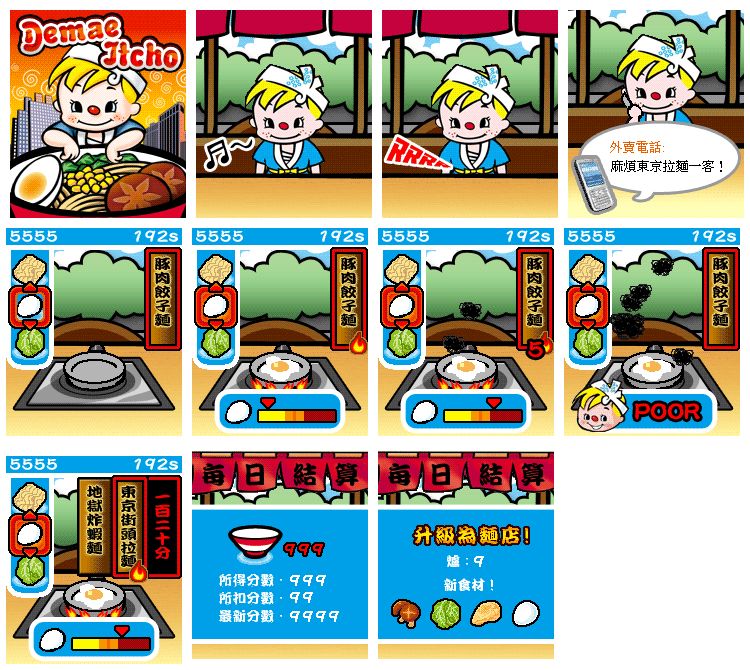 Demae
Itcho
RRRR
外賣電話:
麻煩東京拉麵一客！
5555 192s
豚肉餃子麵
5555 192s
豚肉餃子麵
5555 192s
豚肉餃子麵
5
5555 192s
豚肉餃子麵
POOR
5555 192s
地獄炸蝦麵
東京街頭拉麵
一百二十分
每日結算
999
所得分數：999
所扣分數：99
最新分數：9999
每日結算
升級為麵店！
爐：9
新食材！